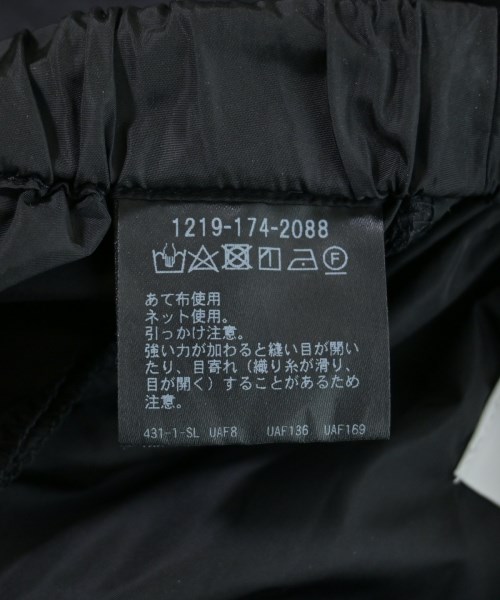 1219-174-2088
F
あて布使用
ネット使用。
引っかけ注意。
強い力が加わると縫い目が開い
たり、目寄れ（織り糸が滑り、
目が開く）することがあるため
注意。
431-1-SL UAF8 UAF136 UAF169